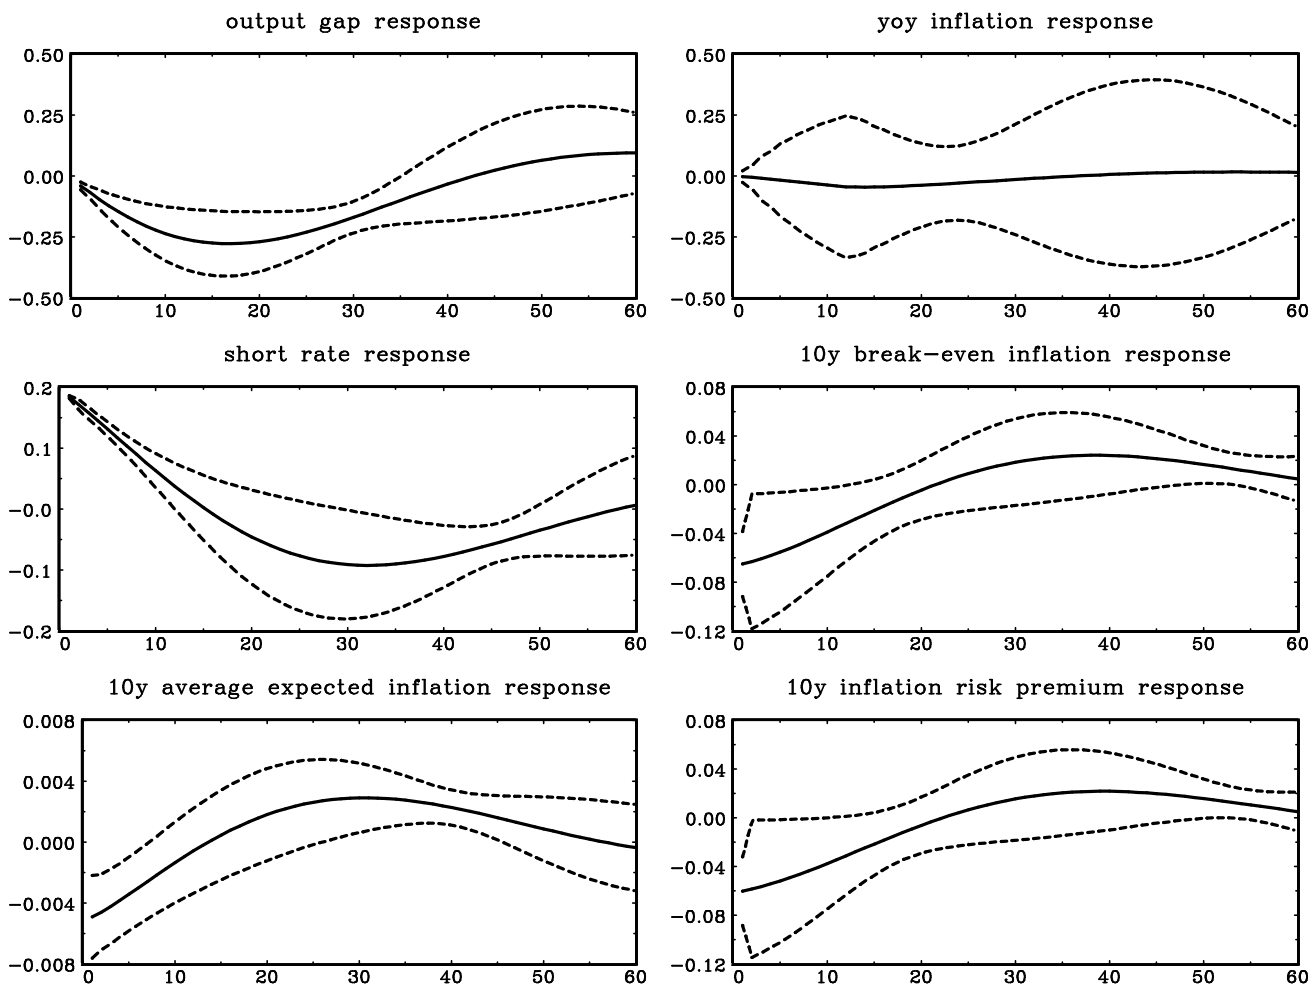 output gap response
0.50
0.25
0.00
−0.25
−0.50
0 10 20 30 40 50 60
yoy inflation response
0.50
0.25
0.00
−0.25
−0.50
0 10 20 30 40 50 60
short rate response
0.2
0.1
−0.0
−0.1
−0.2
0 10 20 30 40 50 60
10y break−even inflation response
0.08
0.04
0.00
−0.04
−0.08
−0.12
0 10 20 30 40 50 60
10y average expected inflation response
0.008
0.004
0.000
−0.004
−0.008
0 10 20 30 40 50 60
10y inflation risk premium response
0.08
0.04
0.00
−0.04
−0.08
−0.12
0 10 20 30 40 50 60